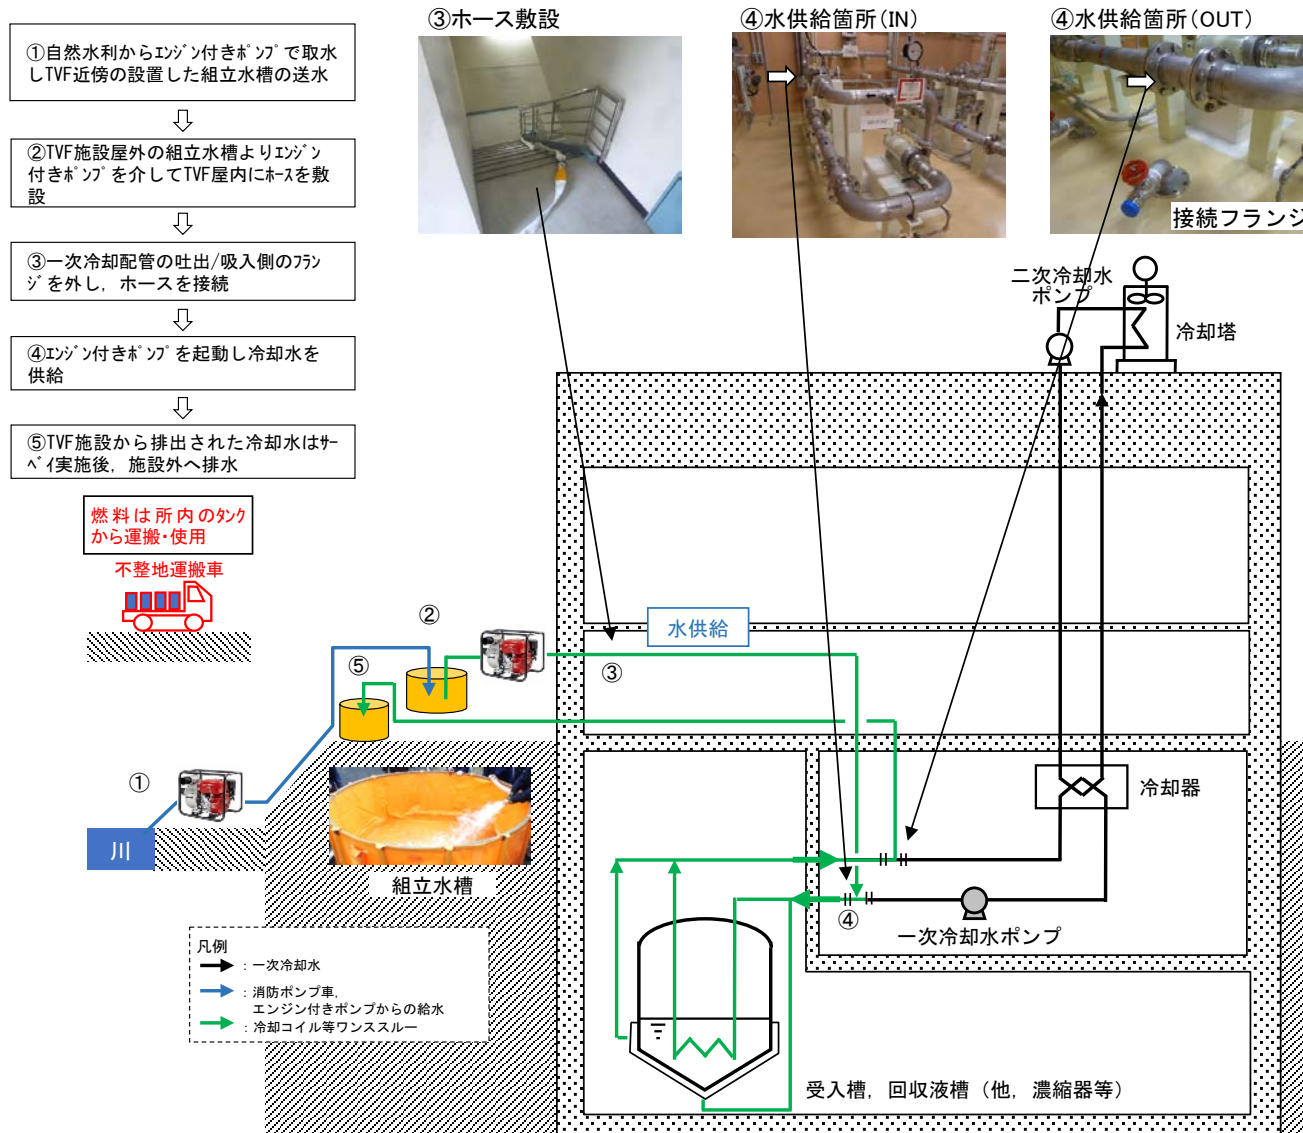 ①自然水利からｴﾝｼﾞﾝ付きﾎﾟﾝﾌﾟで取水
しTVF近傍の設置した組立水槽の送水
②TVF施設屋外の組立水槽よりｴﾝｼﾞﾝ
付きﾎﾟﾝﾌﾟを介してTVF屋内にﾎｰｽを敷
設
③一次冷却配管の吐出/吸入側のﾌﾗﾝ
ｼﾞを外し，ホースを接続
④ｴﾝｼﾞﾝ付きﾎﾟﾝﾌﾟを起動し冷却水を
供給
⑤TVF施設から排出された冷却水はｻｰ
ﾍﾞｲ実施後，施設外へ排水
燃料は所内のﾀﾝｸ
から運搬・使用
不整地運搬車
③ホース敷設
④水供給箇所（IN）
④水供給箇所（OUT）
接続フランジ
二次冷却水
ポンプ
冷却塔
水供給
②
③
⑤
①
川
組立水槽
冷却器
④
一次冷却水ポンプ
受入槽，回収液槽（他，濃縮器等）
凡例
：一次冷却水
：消防ポンプ車，
エンジン付きポンプからの給水
：冷却コイル等ワンススルー